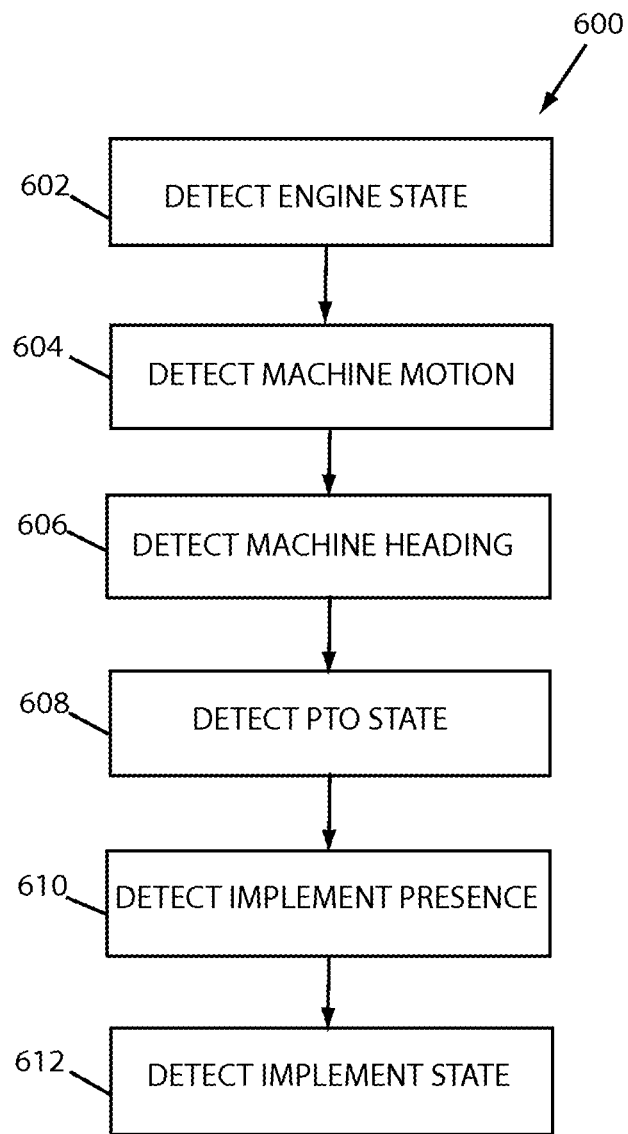 600
602
DETECT ENGINE STATE
604
DETECT MACHINE MOTION
606
DETECT MACHINE HEADING
608
DETECT PTO STATE
610
DETECT IMPLEMENT PRESENCE
612
DETECT IMPLEMENT STATE